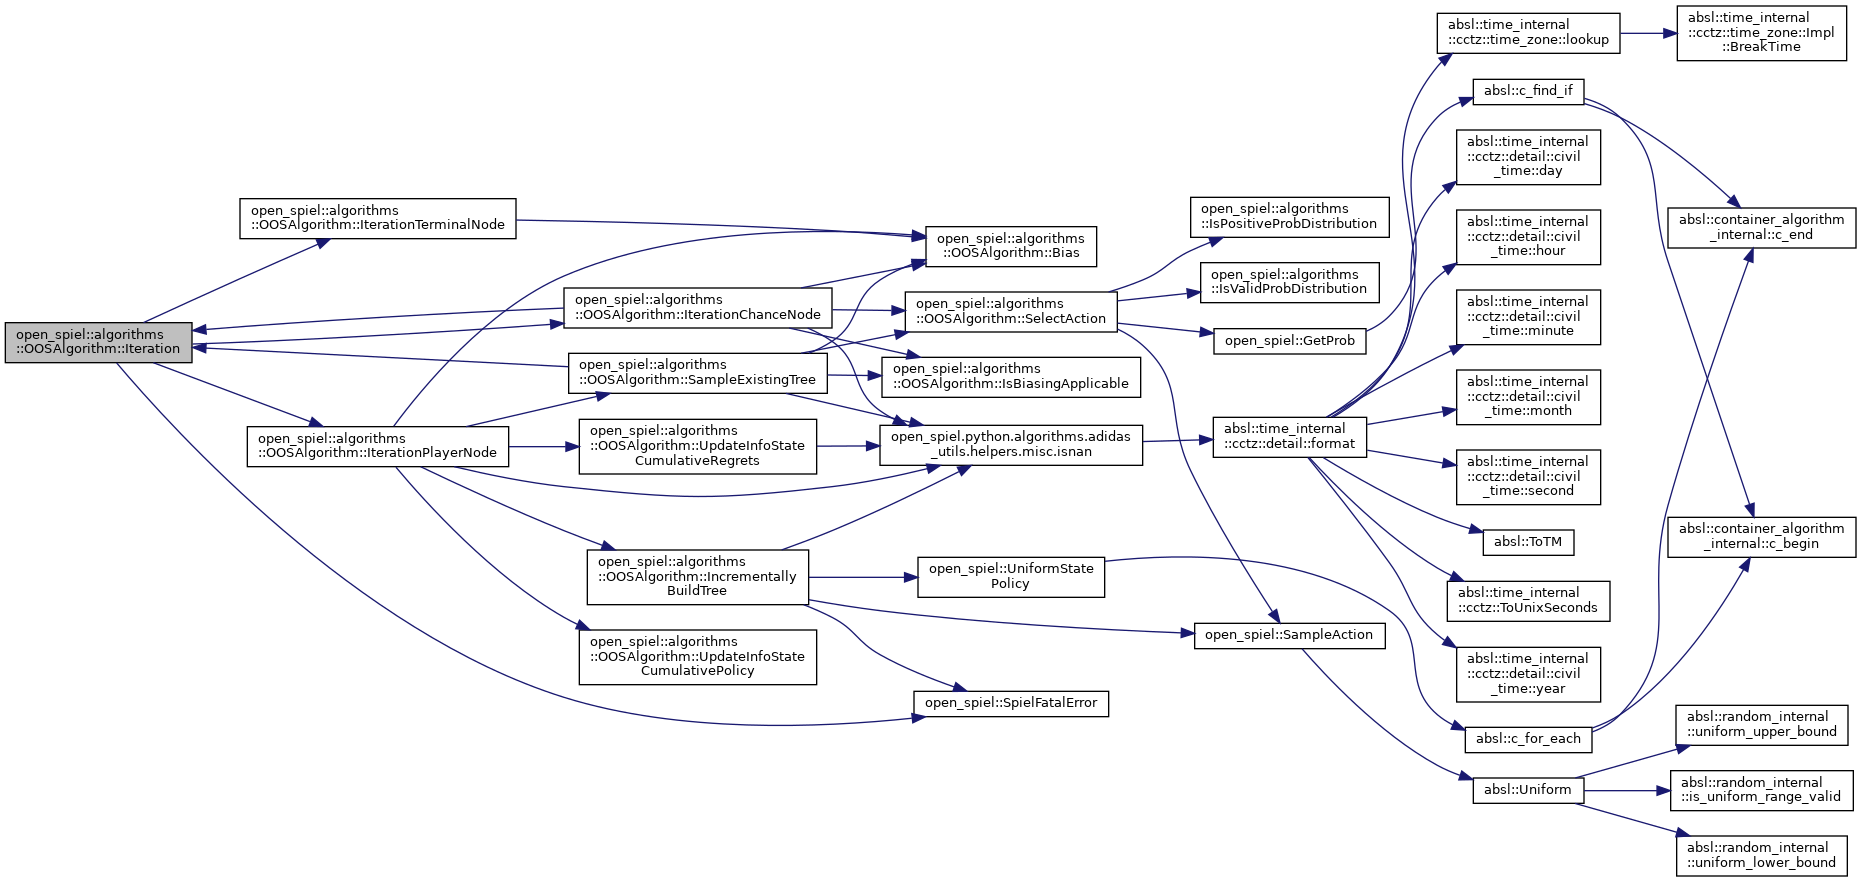 open_spiel::algorithms
::OOSAlgorithm::Iteration
open_spiel::algorithms
::OOSAlgorithm::IterationTerminalNode
open_spiel::algorithms
::OOSAlgorithm::IterationChanceNode
open_spiel::algorithms
::OOSAlgorithm::SampleExistingTree
open_spiel::algorithms
::OOSAlgorithm::IterationPlayerNode
open_spiel::algorithms
::OOSAlgorithm::UpdateInfoState
CumulativeRegrets
open_spiel::algorithms
::OOSAlgorithm::Incrementally
BuildTree
open_spiel::algorithms
::OOSAlgorithm::UpdateInfoState
CumulativePolicy
open_spiel::algorithms
::OOSAlgorithm::Bias
open_spiel::algorithms
::OOSAlgorithm::SelectAction
open_spiel::algorithms
::OOSAlgorithm::IsBiasingApplicable
open_spiel.python.algorithms.adidas
_utils.helpers.misc.isnan
open_spiel::UniformState
Policy
open_spiel::SpielFatalError
open_spiel::algorithms
::IsPositiveProbDistribution
open_spiel::algorithms
::IsValidProbDistribution
open_spiel::GetProb
absl::time_internal
::cctz::detail::format
open_spiel::SampleAction
absl::time_internal
::cctz::time_zone::lookup
absl::c_find_if
absl::time_internal
::cctz::detail::civil
_time::day
absl::time_internal
::cctz::detail::civil
_time::hour
absl::time_internal
::cctz::detail::civil
_time::minute
absl::time_internal
::cctz::detail::civil
_time::month
absl::time_internal
::cctz::detail::civil
_time::second
absl::ToTM
absl::time_internal
::cctz::ToUnixSeconds
absl::time_internal
::cctz::detail::civil
_time::year
absl::c_for_each
absl::Uniform
absl::time_internal
::cctz::time_zone::Impl
::BreakTime
absl::container_algorithm
_internal::c_end
absl::container_algorithm
_internal::c_begin
absl::random_internal
::uniform_upper_bound
absl::random_internal
::is_uniform_range_valid
absl::random_internal
::uniform_lower_bound